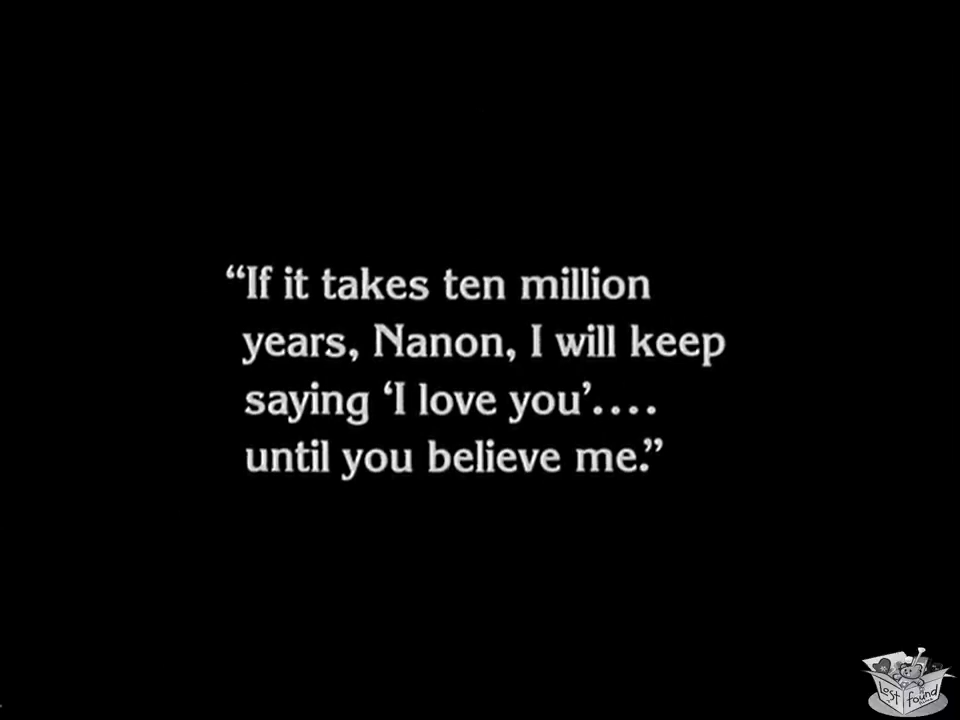 “If it takes ten million
years, Nanon, I will keep
saying ‘I love you’....
until you believe me.”
Lost Found